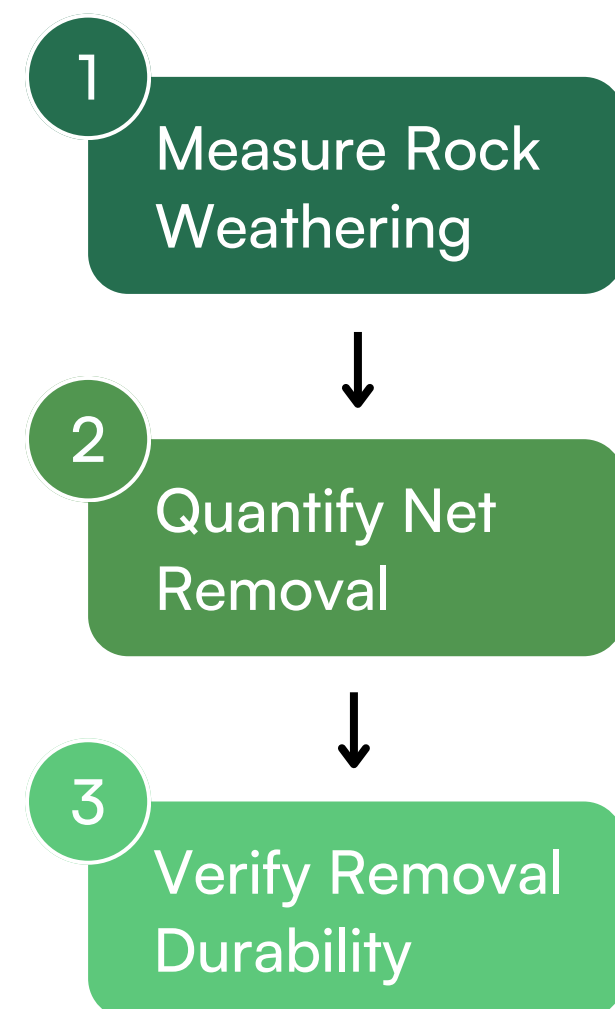 1
Measure Rock
Weathering
2
Quantify Net
Removal
3
Verify Removal
Durability